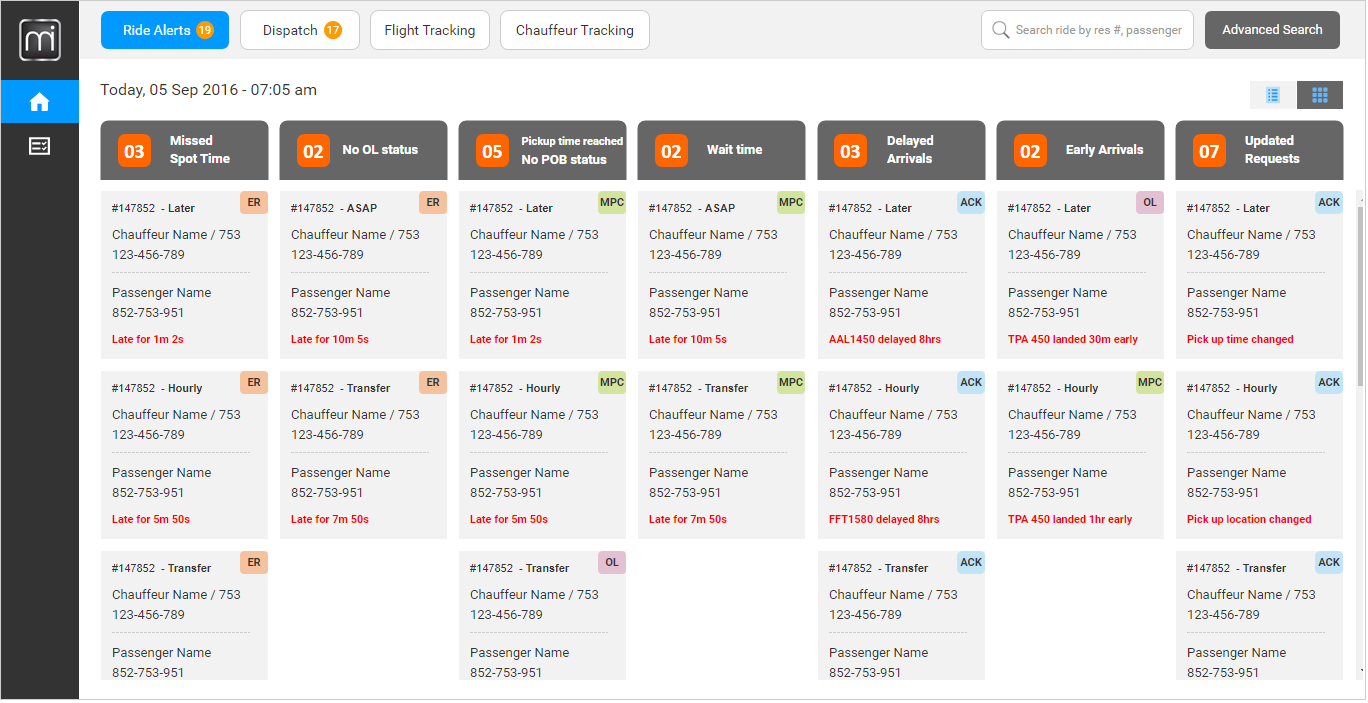 mi
Ride Alerts 19
Dispatch 17
Flight Tracking
Chauffeur Tracking
Search ride by res #, passenger
Advanced Search
Today, 05 Sep 2016 - 07:05 am
03
Missed
Spot Time
02
No OL status
05
Pickup time reached
No POB status
02
Wait time
03
Delayed
Arrivals
02
Early Arrivals
07
Updated
Requests
#147852 - Later
ER
Chauffeur Name / 753
123-456-789
Passenger Name
852-753-951
Late for 1m 2s
#147852 - Hourly
ER
Chauffeur Name / 753
123-456-789
Passenger Name
852-753-951
Late for 5m 50s
#147852 - Transfer
ER
Chauffeur Name / 753
123-456-789
Passenger Name
852-753-951
#147852 - ASAP
ER
Chauffeur Name / 753
123-456-789
Passenger Name
852-753-951
Late for 10m 5s
#147852 - Transfer
ER
Chauffeur Name / 753
123-456-789
Passenger Name
852-753-951
Late for 7m 50s
#147852 - Later
MPC
Chauffeur Name / 753
123-456-789
Passenger Name
852-753-951
Late for 1m 2s
#147852 - Hourly
MPC
Chauffeur Name / 753
123-456-789
Passenger Name
852-753-951
Late for 5m 50s
#147852 - Transfer
OL
Chauffeur Name / 753
123-456-789
Passenger Name
852-753-951
#147852 - ASAP
MPC
Chauffeur Name / 753
123-456-789
Passenger Name
852-753-951
Late for 10m 5s
#147852 - Transfer
MPC
Chauffeur Name / 753
123-456-789
Passenger Name
852-753-951
Late for 7m 50s
#147852 - Later
ACK
Chauffeur Name / 753
123-456-789
Passenger Name
852-753-951
AAL1450 delayed 8hrs
#147852 - Hourly
ACK
Chauffeur Name / 753
123-456-789
Passenger Name
852-753-951
FFT1580 delayed 8hrs
#147852 - Transfer
ACK
Chauffeur Name / 753
123-456-789
Passenger Name
852-753-951
#147852 - Later
OL
Chauffeur Name / 753
123-456-789
Passenger Name
852-753-951
TPA 450 landed 30m early
#147852 - Hourly
MPC
Chauffeur Name / 753
123-456-789
Passenger Name
852-753-951
TPA 450 landed 1hr early
#147852 - Later
ACK
Chauffeur Name / 753
123-456-789
Passenger Name
852-753-951
Pick up time changed
#147852 - Hourly
ACK
Chauffeur Name / 753
123-456-789
Passenger Name
852-753-951
Pick up location changed
#147852 - Transfer
ACK
Chauffeur Name / 753
123-456-789
Passenger Name
852-753-951